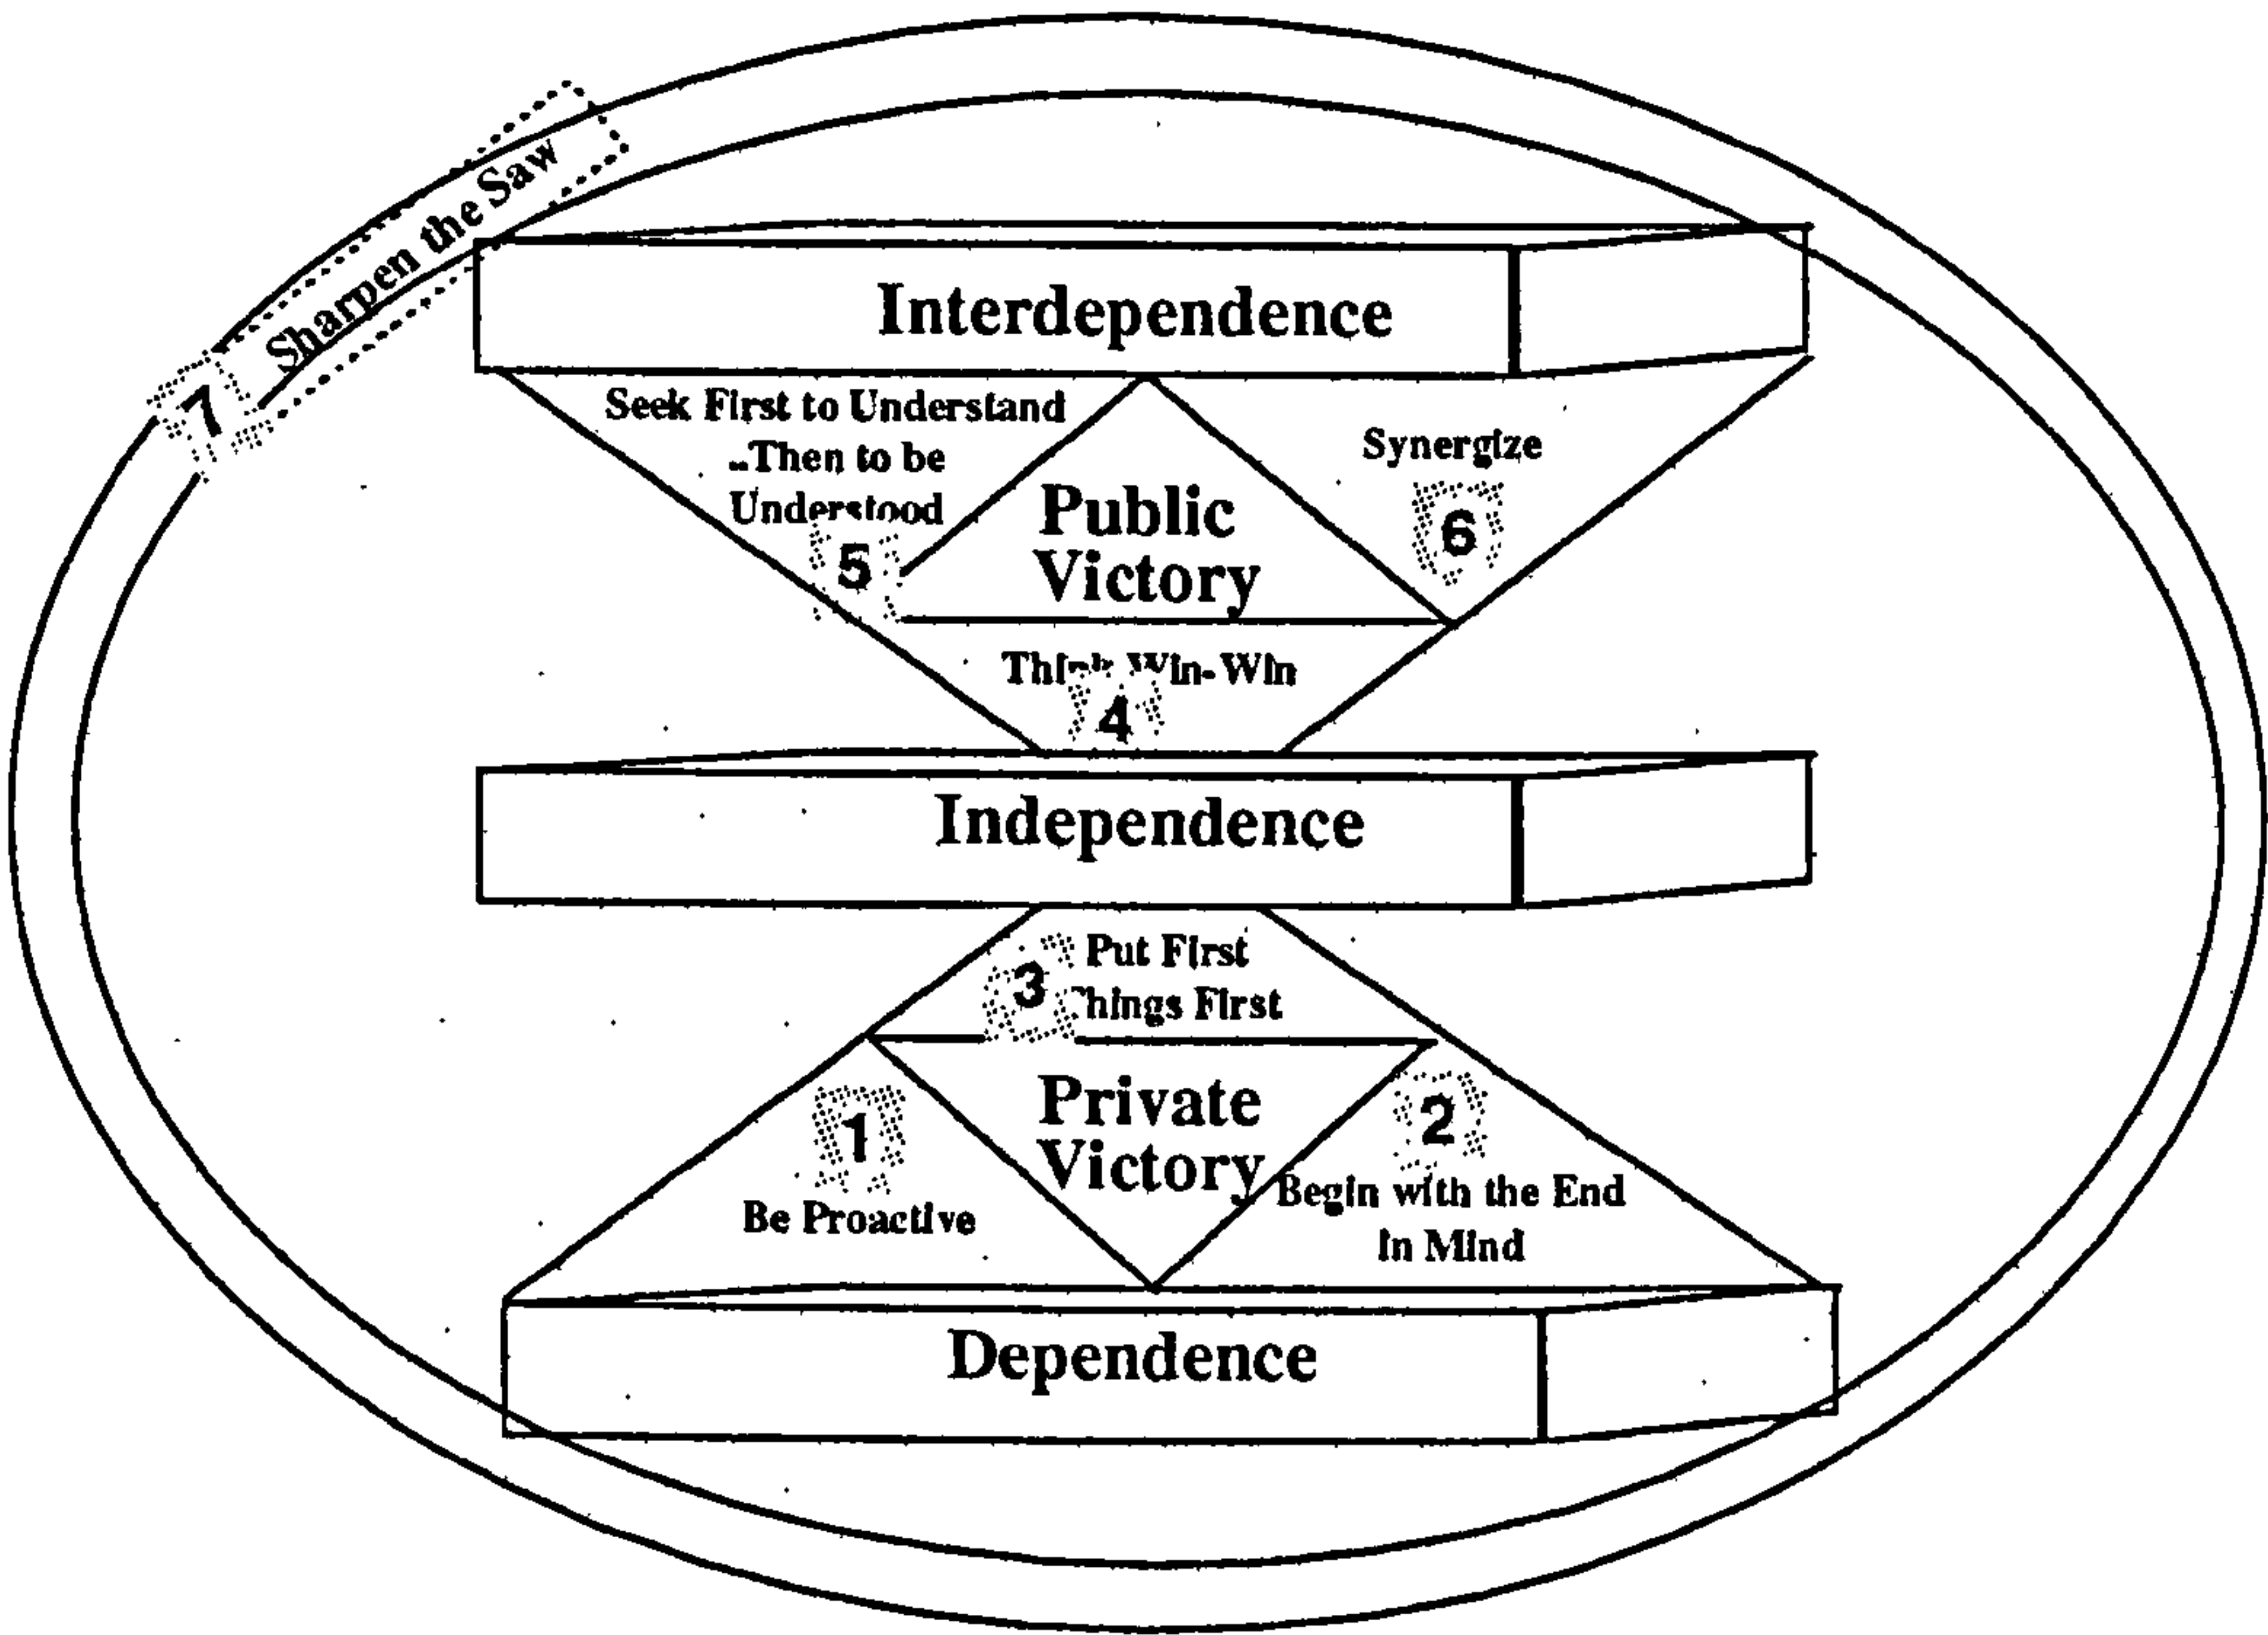 7
Sharpen the Saw
Interdependence
Seek First to Understand
..Then to be
Understood
5
Synergize
6
Public
Victory
Think Win-Win
4
Independence
3
Put First
Things First
Private
Victory
1
Be Proactive
2
Begin with the End
in Mind
Dependence